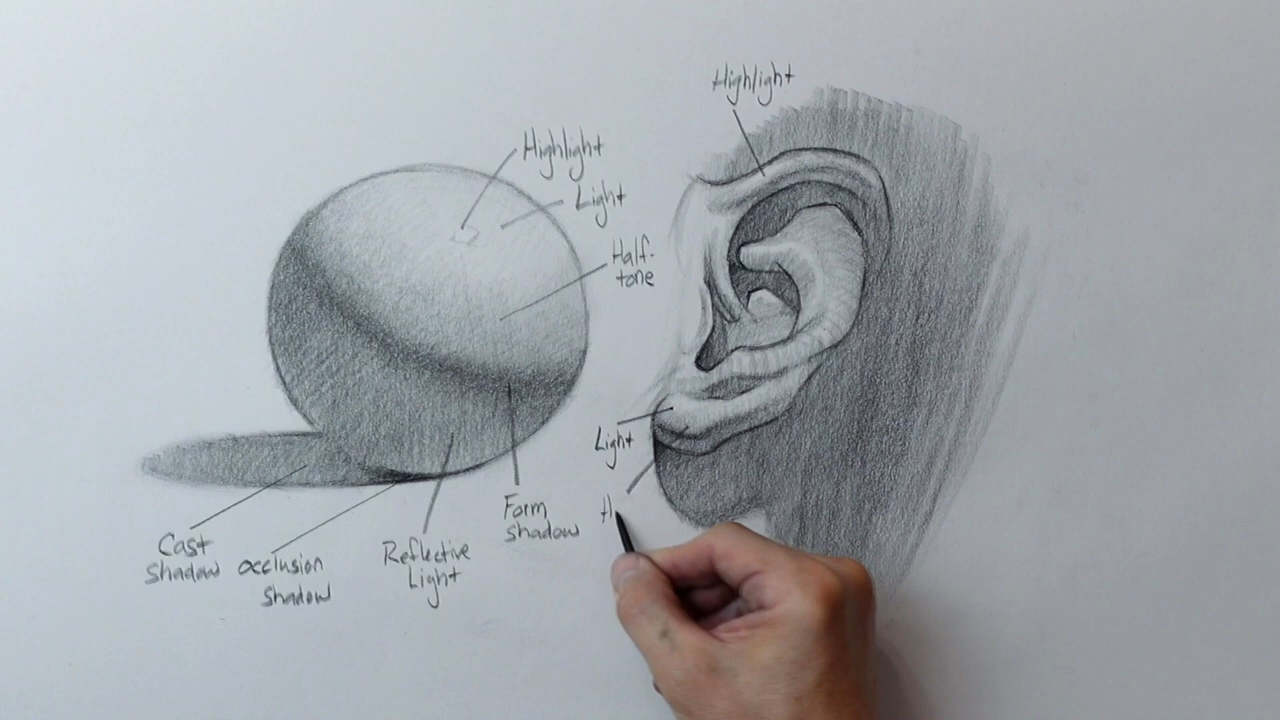 Highlight
Highlight
Light
Half-
tone
Light
H
Form
shadow
Cast
Shadow
Occlusion
Shadow
Reflective
Light